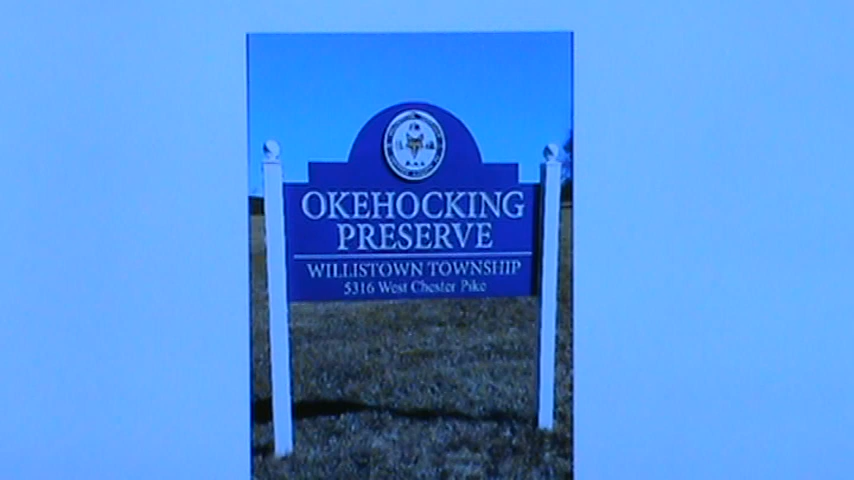 OKEHOCKING
PRESERVE
WILLISTOWN TOWNSHIP
5316 West Chester Pike